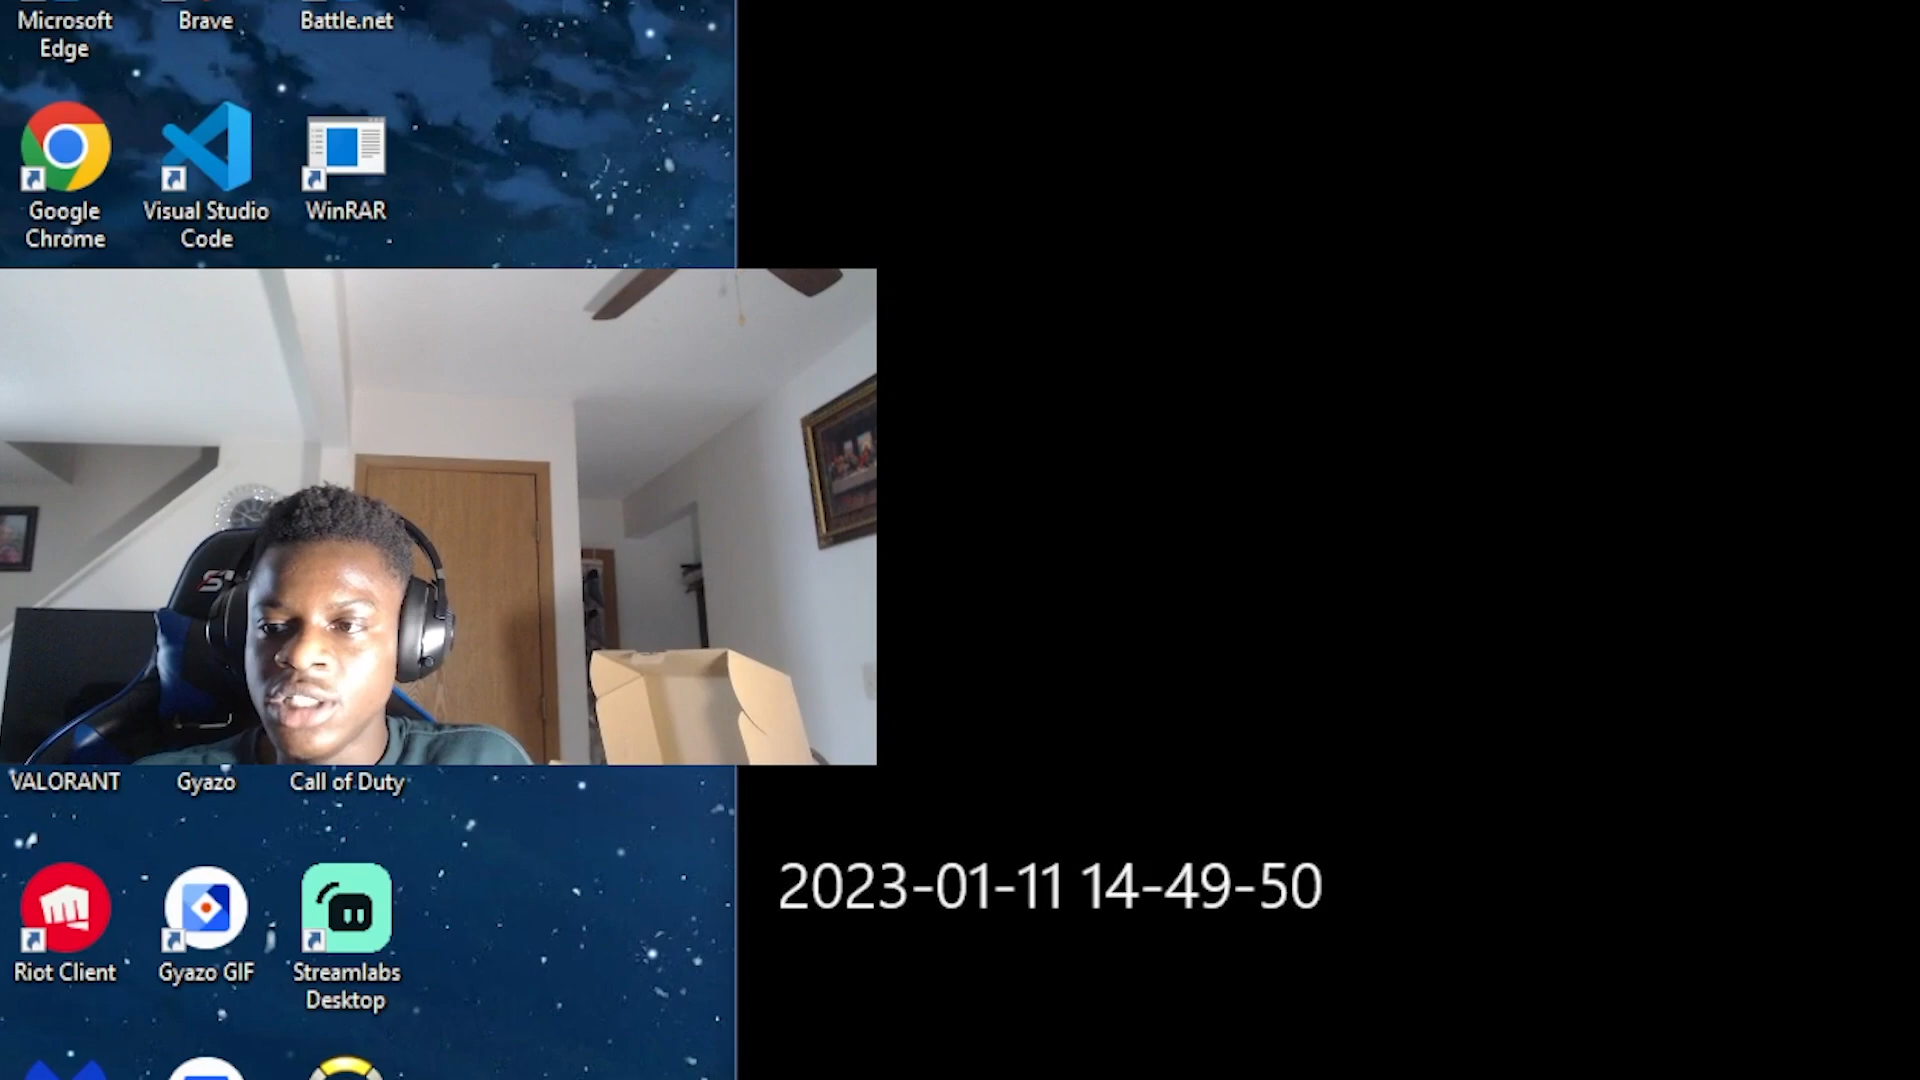 Microsoft
Edge
Brave
Battle.net
Google
Chrome
Visual Studio
Code
WinRAR
VALORANT
Gyazo
Call of Duty
2023-01-11 14-49-50
Riot Client
Gyazo GIF
Streamlabs
Desktop